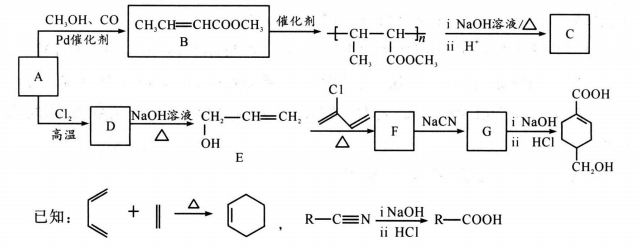 CH₃OH、CO
Pd催化剂
CH₃CH=CHCOOCH₃
B
催化剂
[CH—CH]n
CH₃ COOCH₃
i NaOH溶液/△
ii H⁺
C
A
Cl₂
高温
D
NaOH溶液
△
CH₂—CH=CH₂
OH
E
Cl
△
F
NaCN
G
i NaOH
ii HCl
COOH
CH₂OH
已知:
+
△
,
R—C≡N
i NaOH
ii HCl
R—COOH